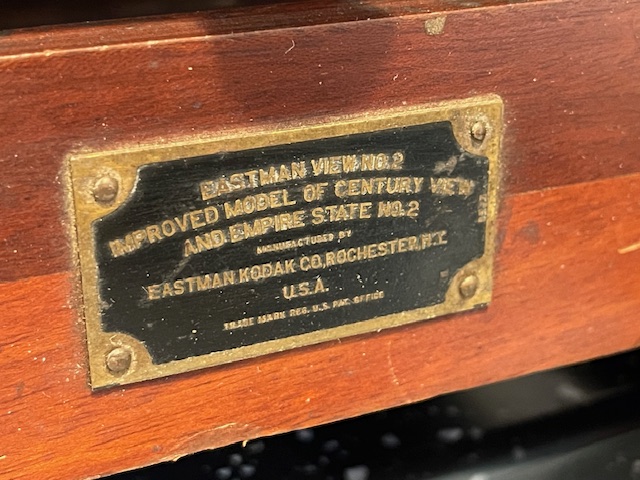 EASTMAN VIEW NO. 2
IMPROVED MODEL OF CENTURY VIEW
AND EMPIRE STATE NO. 2
MANUFACTURED BY
EASTMAN KODAK CO., ROCHESTER, N.Y.
U.S.A.
TRADE MARK REG. U.S. PAT. OFFICE